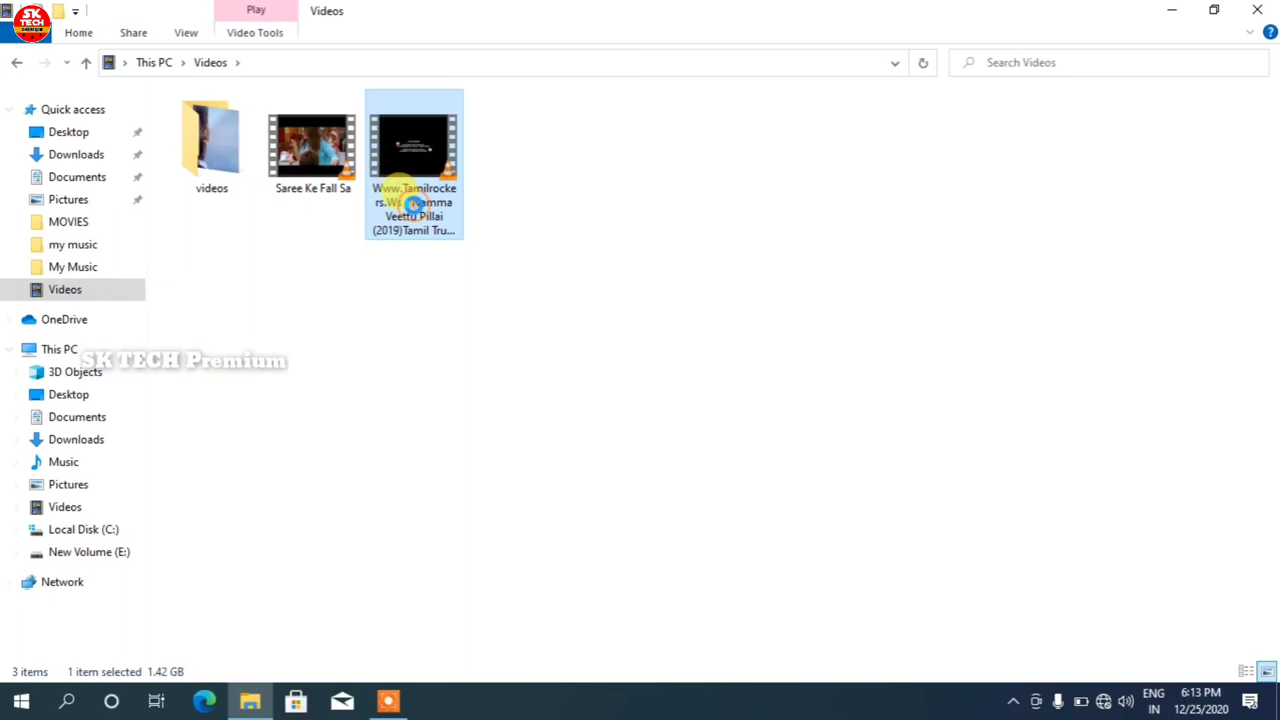 SK
TECH
PREMIUM
Play
Videos
Home
Share
View
Video Tools
This PC
Videos
Search Videos
Quick access
Desktop
Downloads
Documents
Pictures
MOVIES
my music
My Music
Videos
OneDrive
This PC
3D Objects
Desktop
Documents
Downloads
Music
Pictures
Videos
Local Disk (C:)
New Volume (E:)
Network
videos
Saree Ke Fall Sa
Www.Tamilrocke
rs.Ws
Veettu Pillai
(2019)Tamil Tru...
SK TECH Premium
3 items
1 item selected 1.42 GB
ENG
IN
6:13 PM
12/25/2020